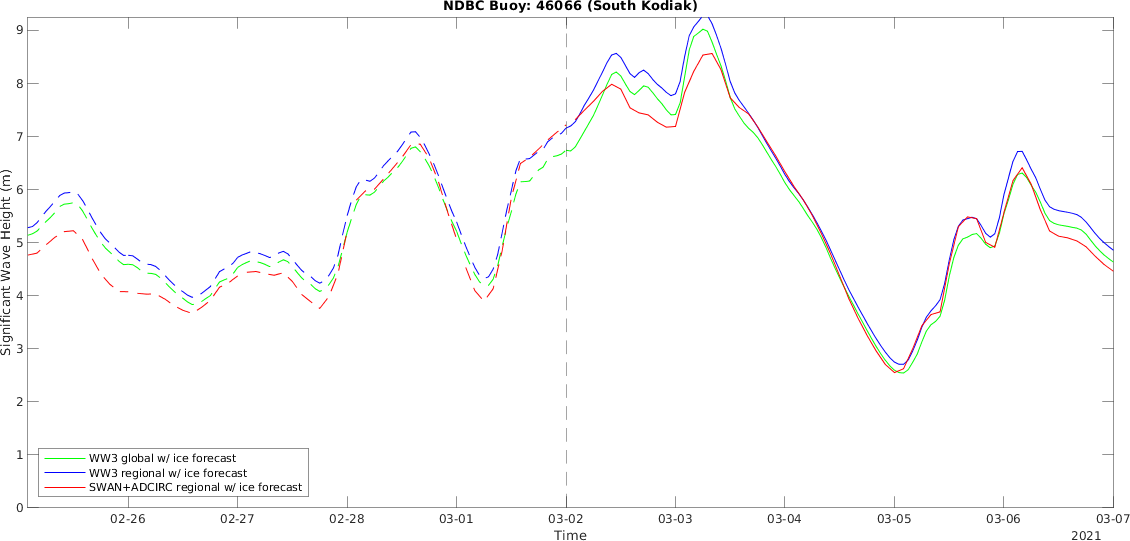 NDBC Buoy: 46066 (South Kodiak)
Significant Wave Height (m)
9
8
7
6
5
4
3
2
1
0
WW3 global w/ ice forecast
WW3 regional w/ ice forecast
SWAN+ADCIRC regional w/ ice forecast
02-26 02-27 02-28 03-01 03-02 03-03 03-04 03-05 03-06 03-07
Time
2021